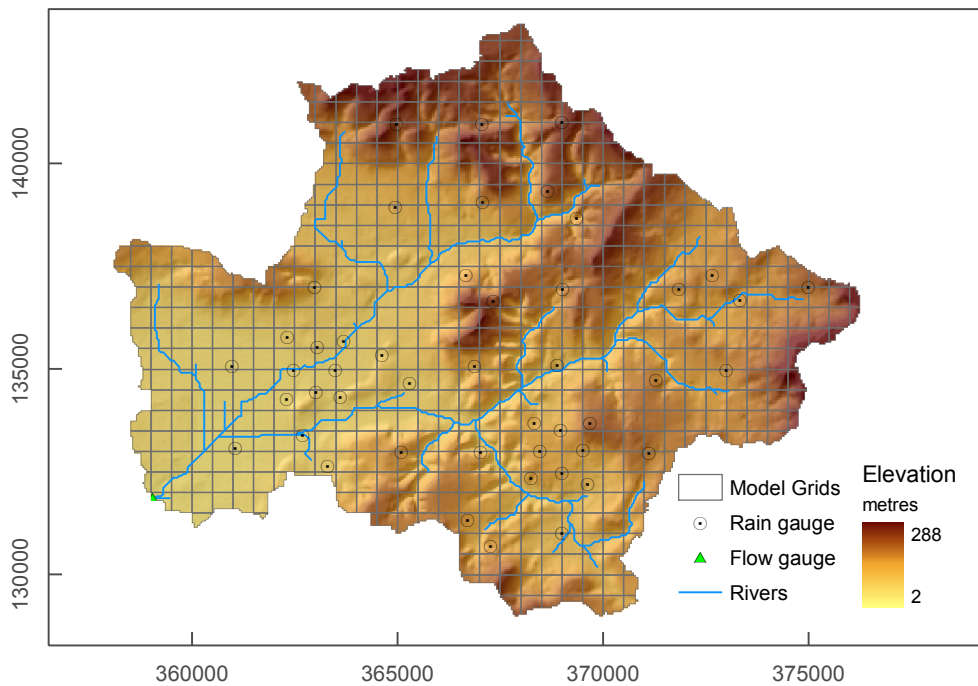 140000
135000
130000
360000
365000
370000
375000
Model Grids
Rain gauge
Flow gauge
Rivers
Elevation
metres
288
2